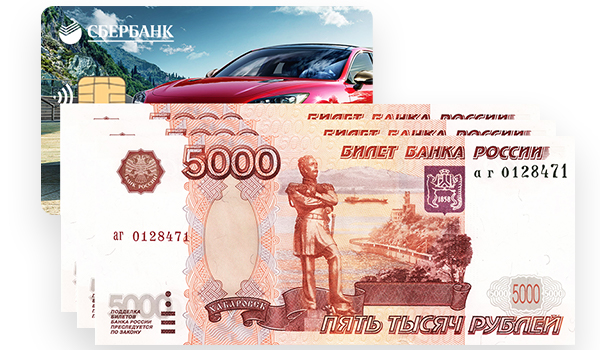 СБЕРБАНК
БИЛЕТ БАНКА РОССИИ
БИЛЕТ БАНКА РОССИИ
БИЛЕТ БАНКА РОССИИ
5000
аг 0128471
1858
аг 0128471
5000
ХАБАРОВСК
5000
ПОДДЕЛКА
БИЛЕТОВ
БАНКА РОССИИ
ПРЕСЛЕДУЕТСЯ
ПО ЗАКОНУ
ПЯТЬ ТЫСЯЧ РУБЛЕЙ